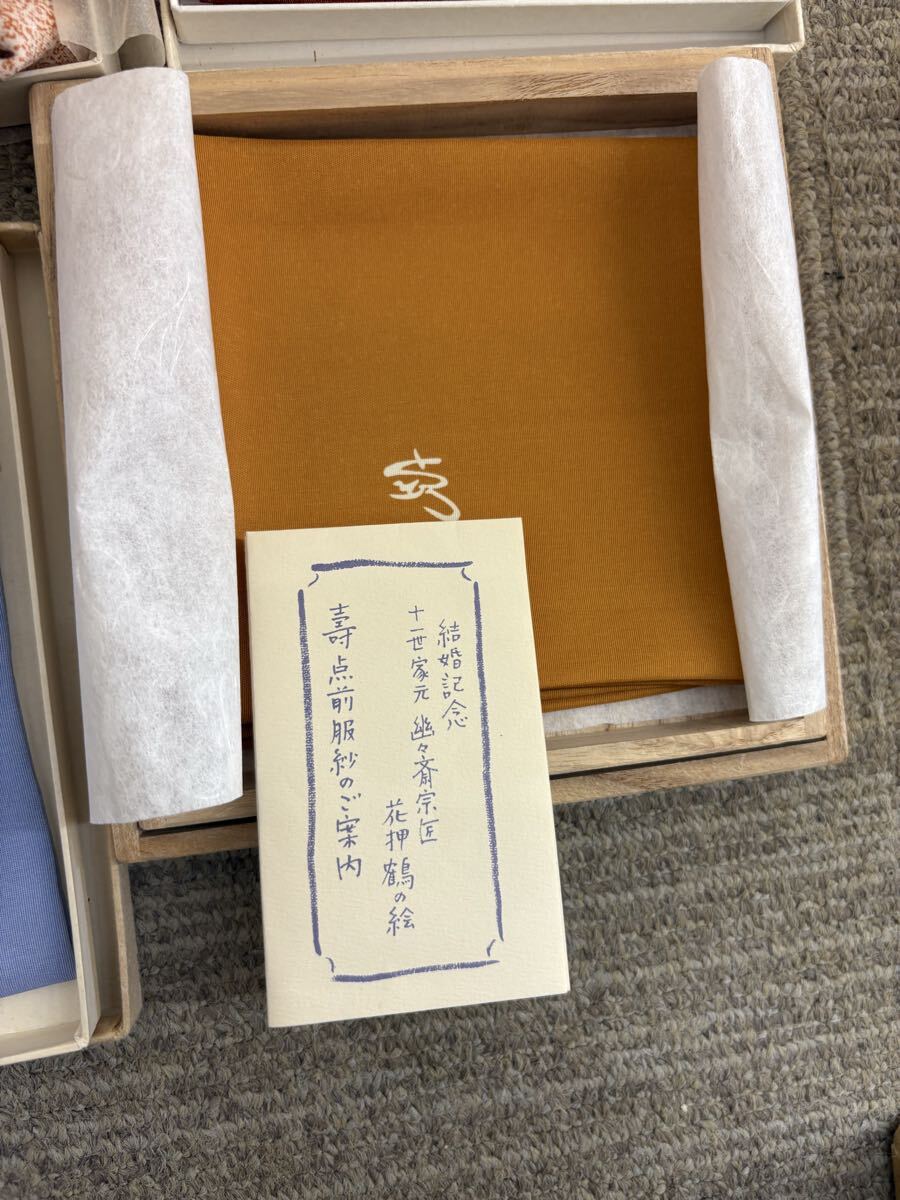 結婚記念
十一世家元 幽々斎宗匠
花押鶴の絵
壽点前服紗のご案内